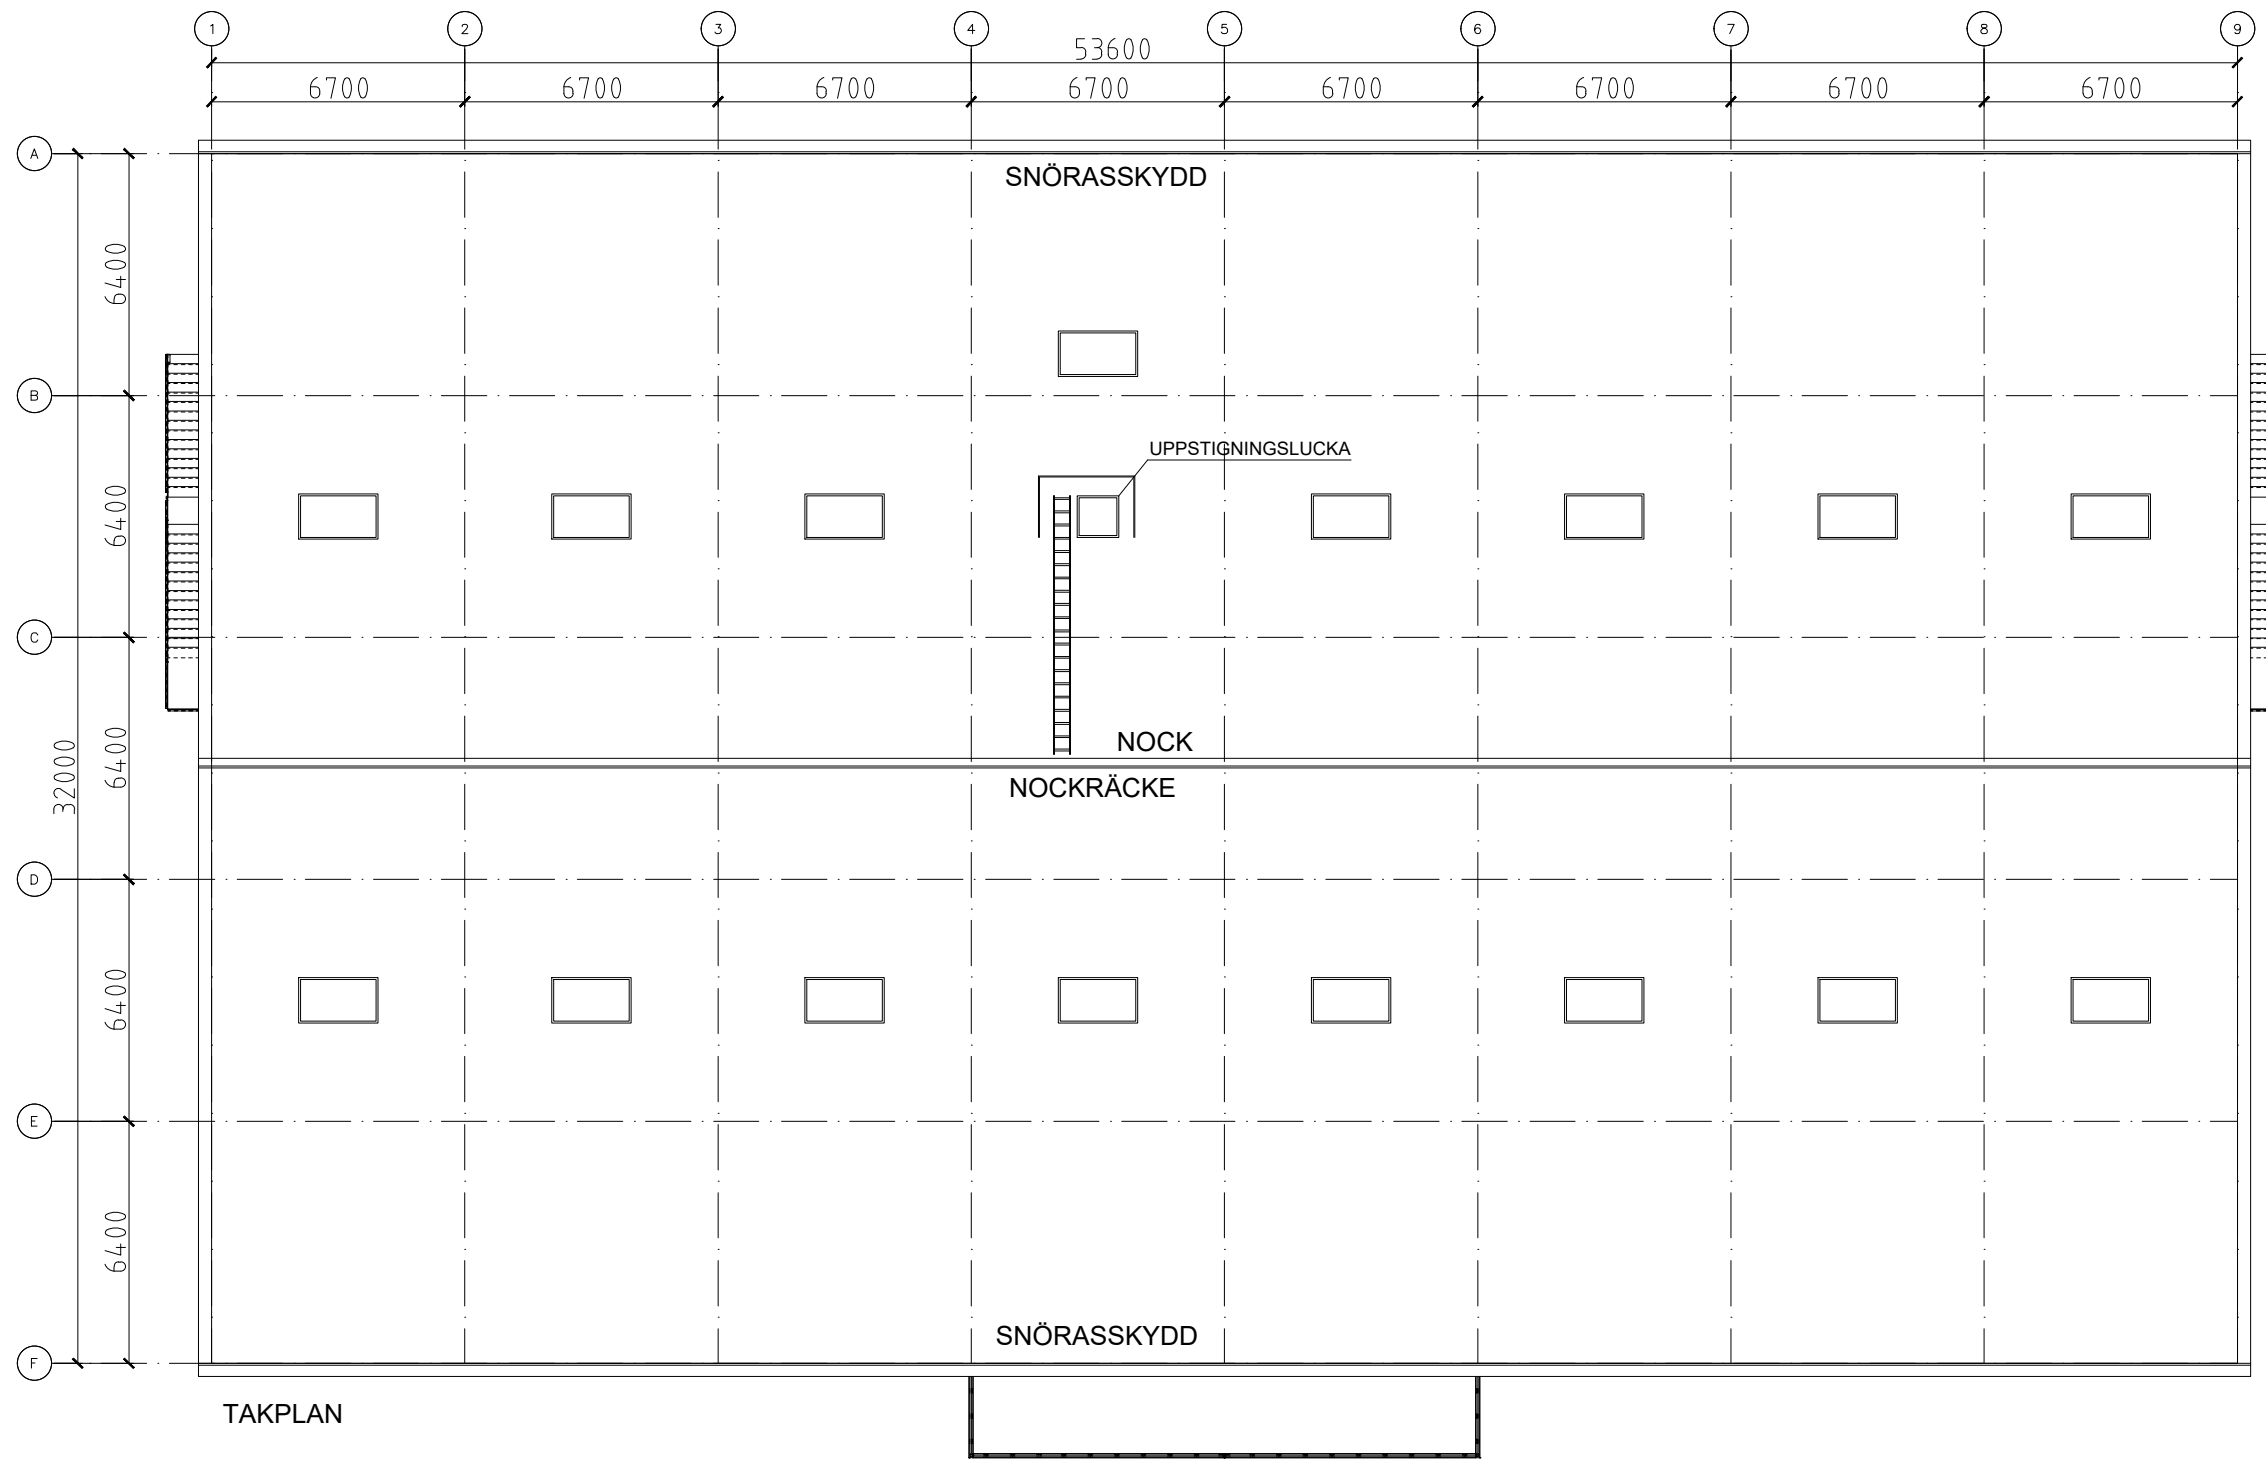 1 2 3 4 5 6 7 8 9
53600
6700 6700 6700 6700 6700 6700 6700 6700
A
SNÖRASSKYDD
6400
B
UPPSTIGNINGSLUCKA
6400
C
NOCK
6400
32000
NOCKRÄCKE
D
6400
E
6400
SNÖRASSKYDD
F
TAKPLAN